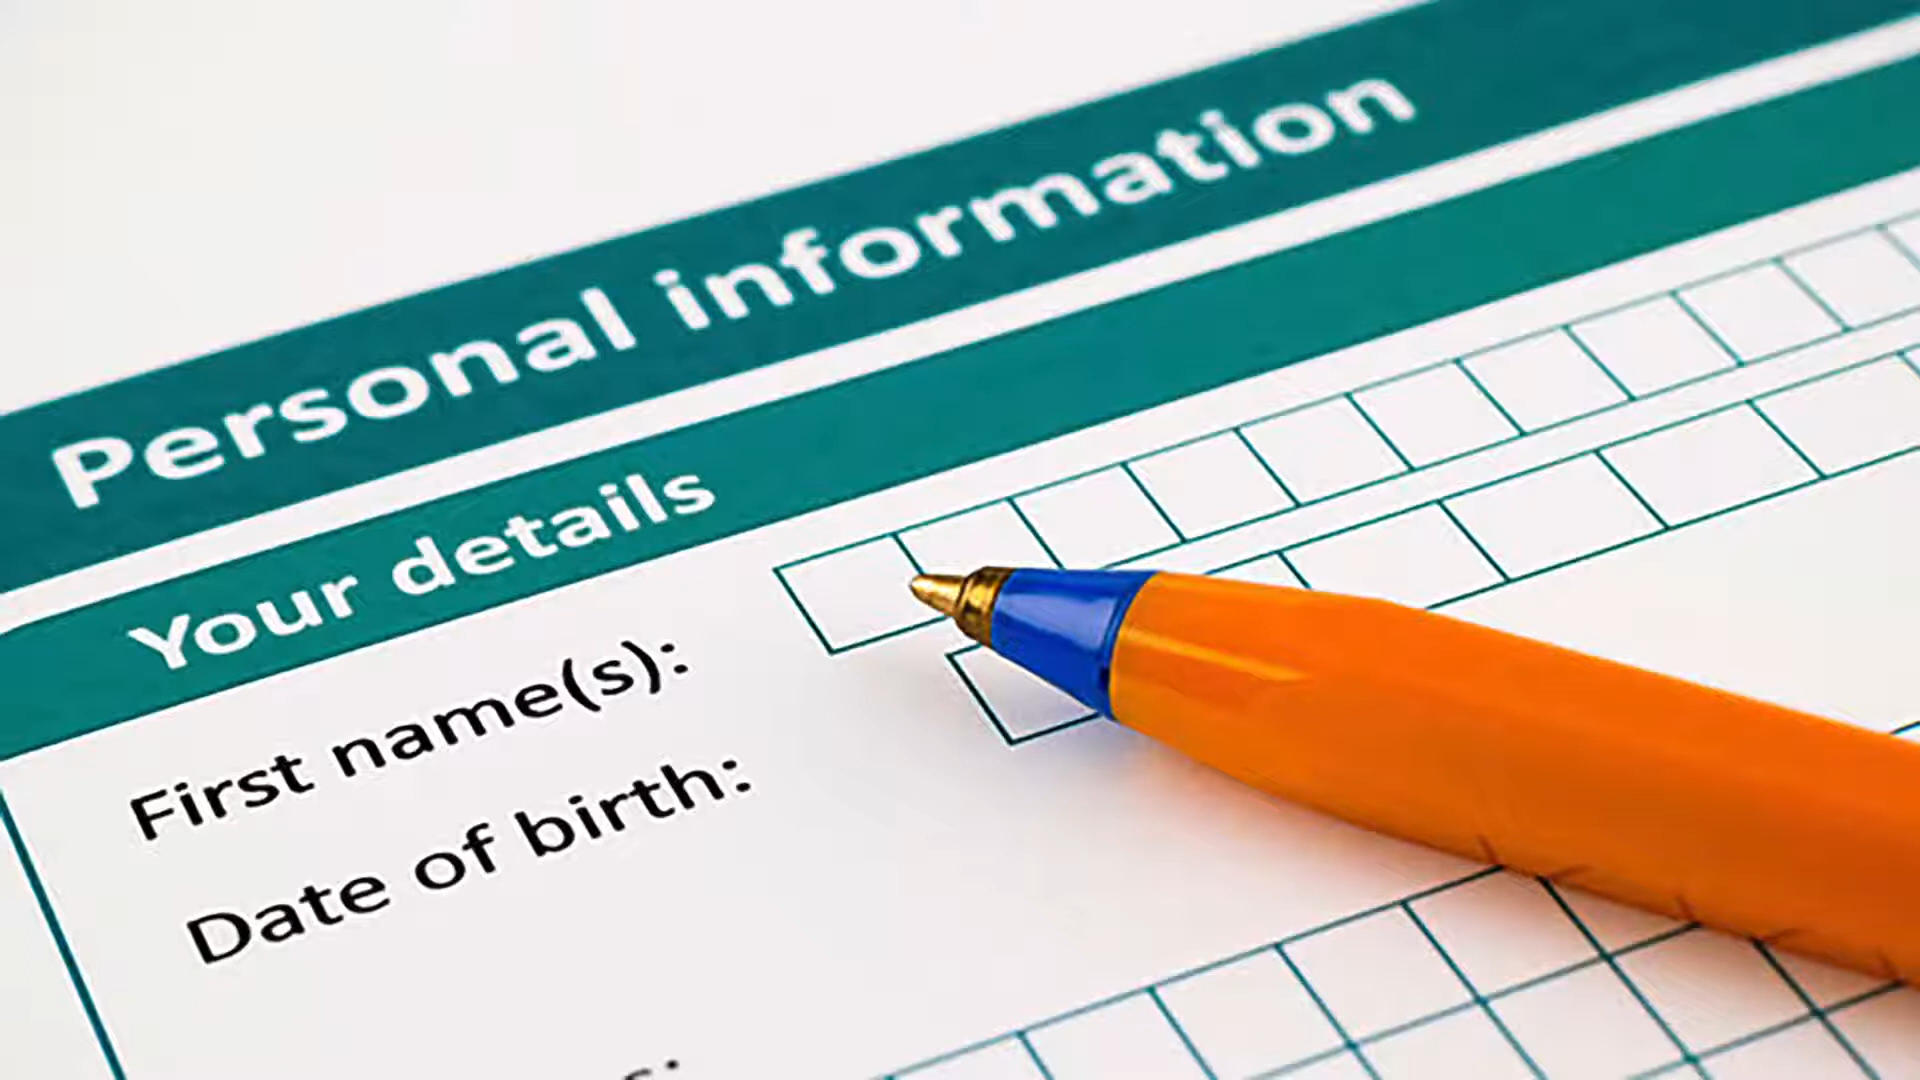 Personal information
Your details
First name(s):
Date of birth: